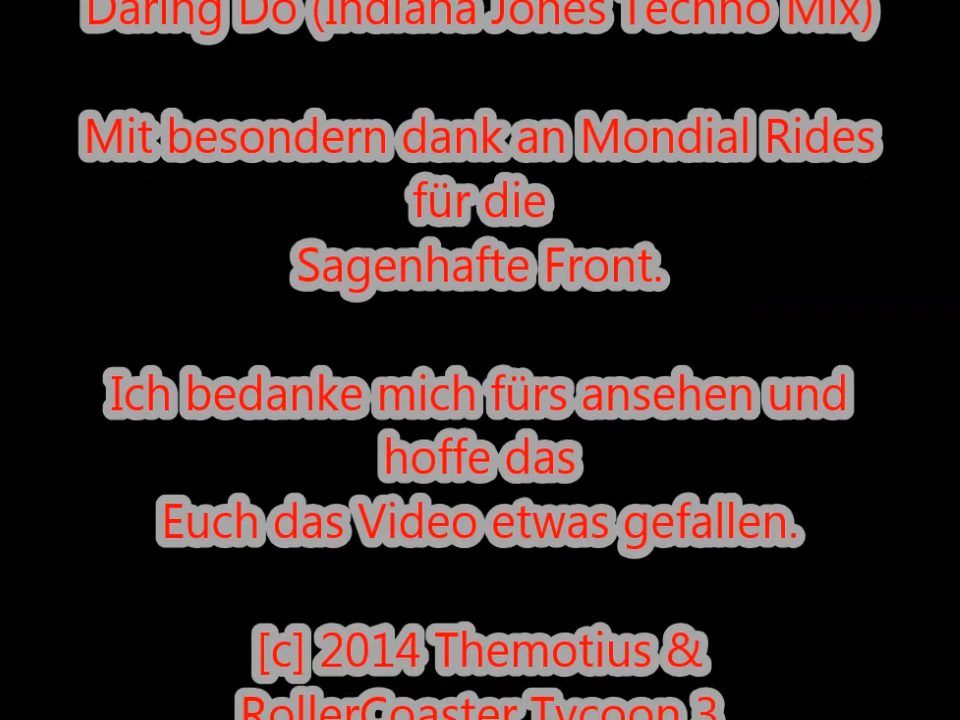 Daring Do (Indiana Jones Techno Mix)
Mit besondern dank an Mondial Rides
für die
Sagenhafte Front.
Ich bedanke mich fürs ansehen und
hoffe das
Euch das Video etwas gefallen.
[c] 2014 Themotius &
RollerCoaster Tycoon 3